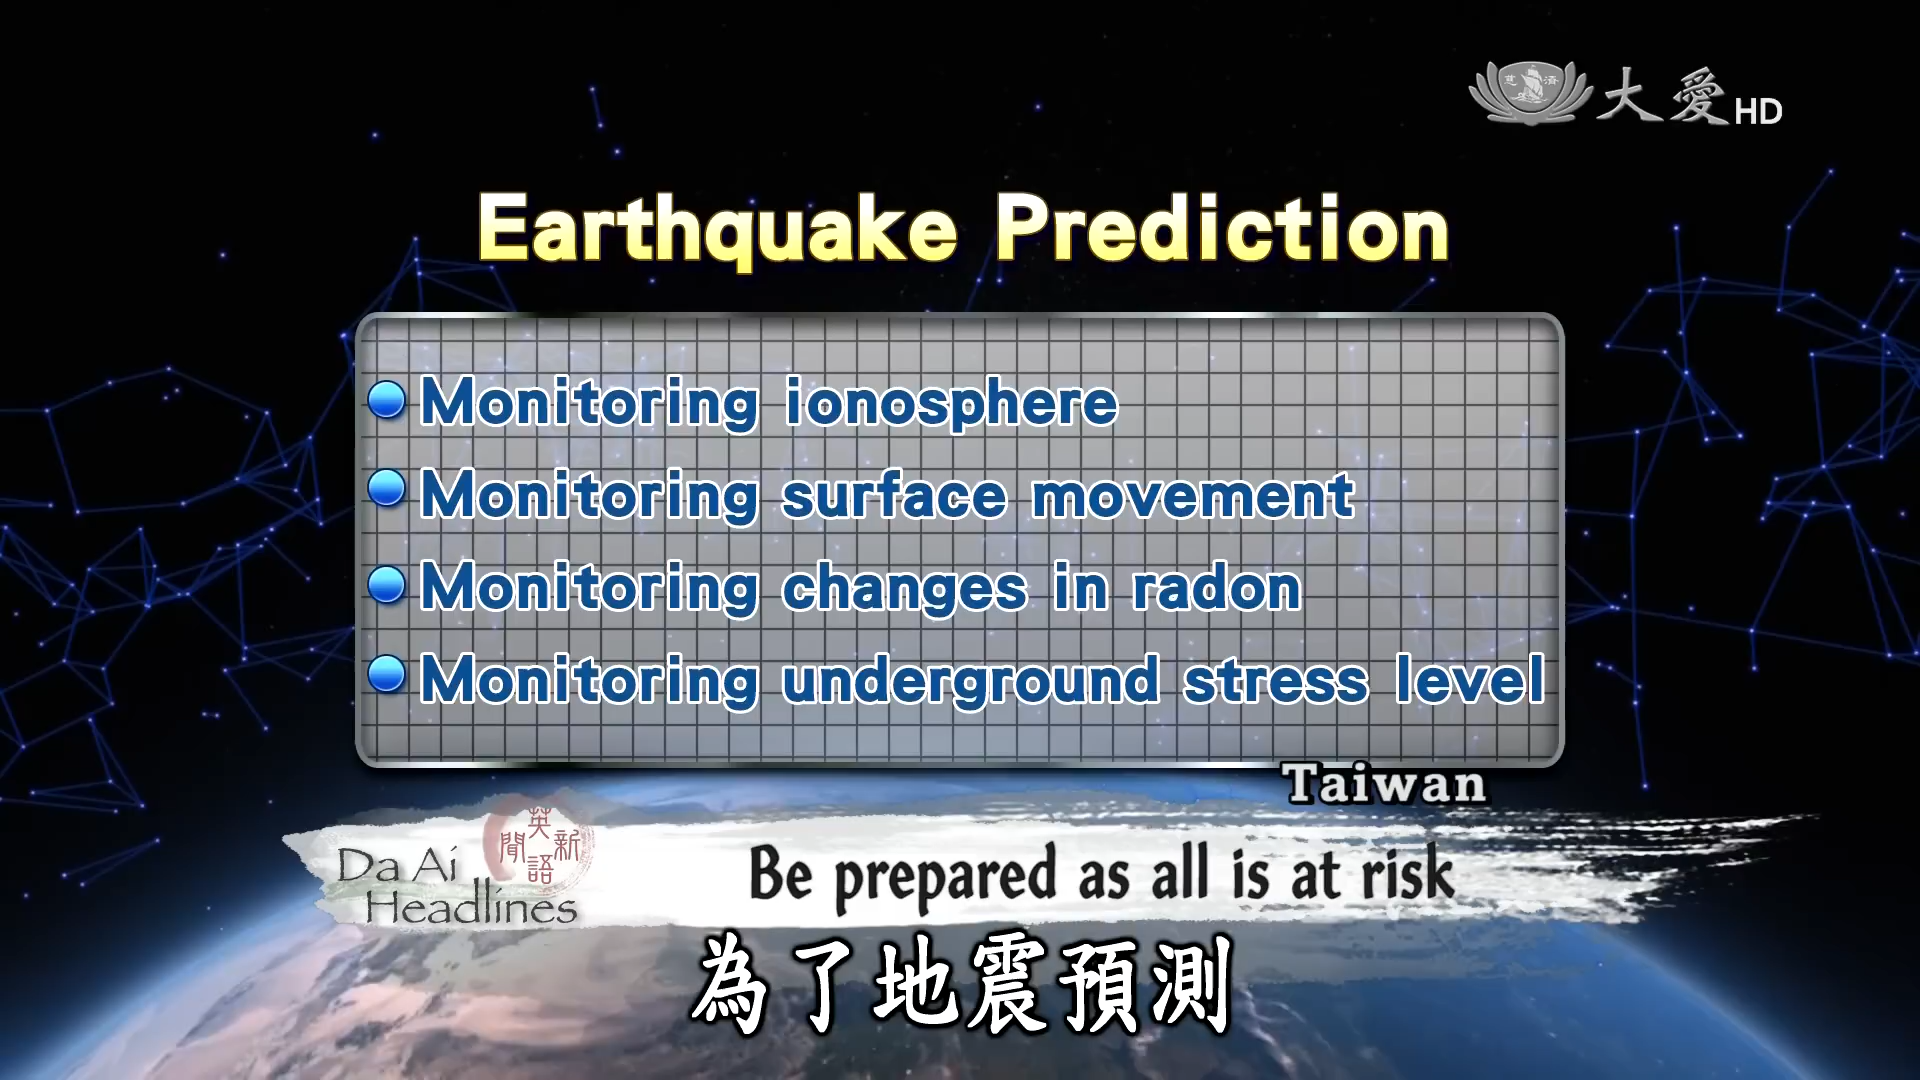 慈濟
大愛HD
Earthquake Prediction
Monitoring ionosphere
Monitoring surface movement
Monitoring changes in radon
Monitoring underground stress level
Taiwan
英語新聞
Da Ai
Headlines
Be prepared as all is at risk
為了地震預測